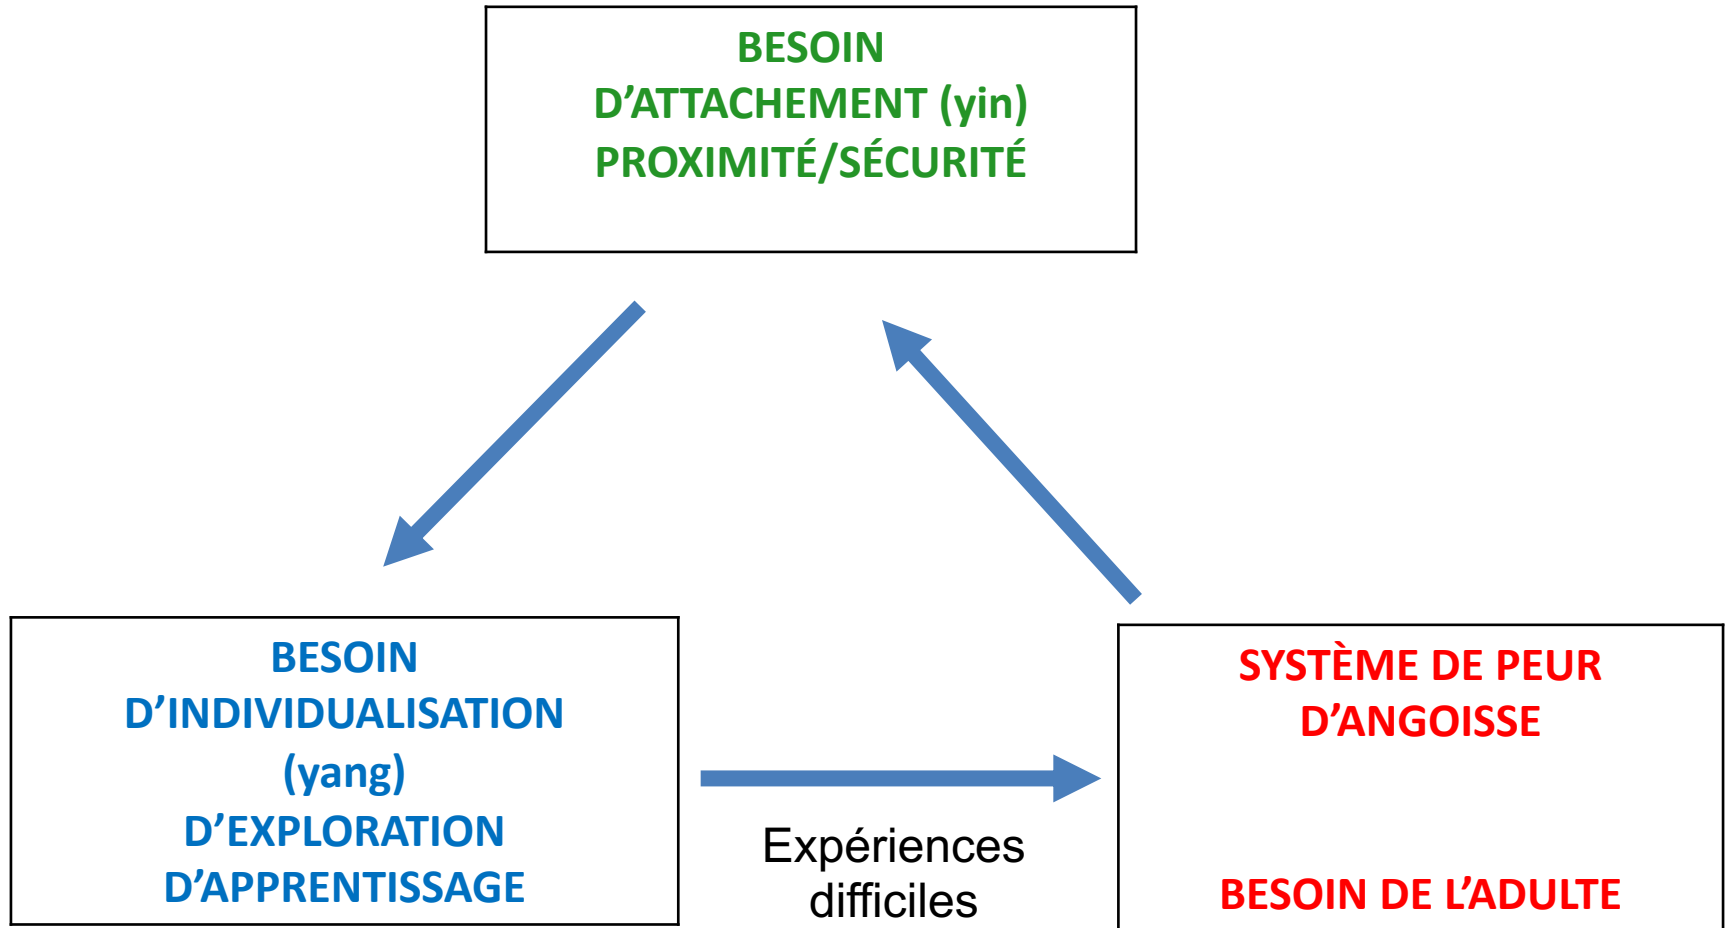 BESOIN
D’ATTACHEMENT (yin)
PROXIMITÉ/SÉCURITÉ
BESOIN
D’INDIVIDUALISATION
(yang)
D’EXPLORATION
D’APPRENTISSAGE
Expériences
difficiles
SYSTÈME DE PEUR
D’ANGOISSE
BESOIN DE L’ADULTE